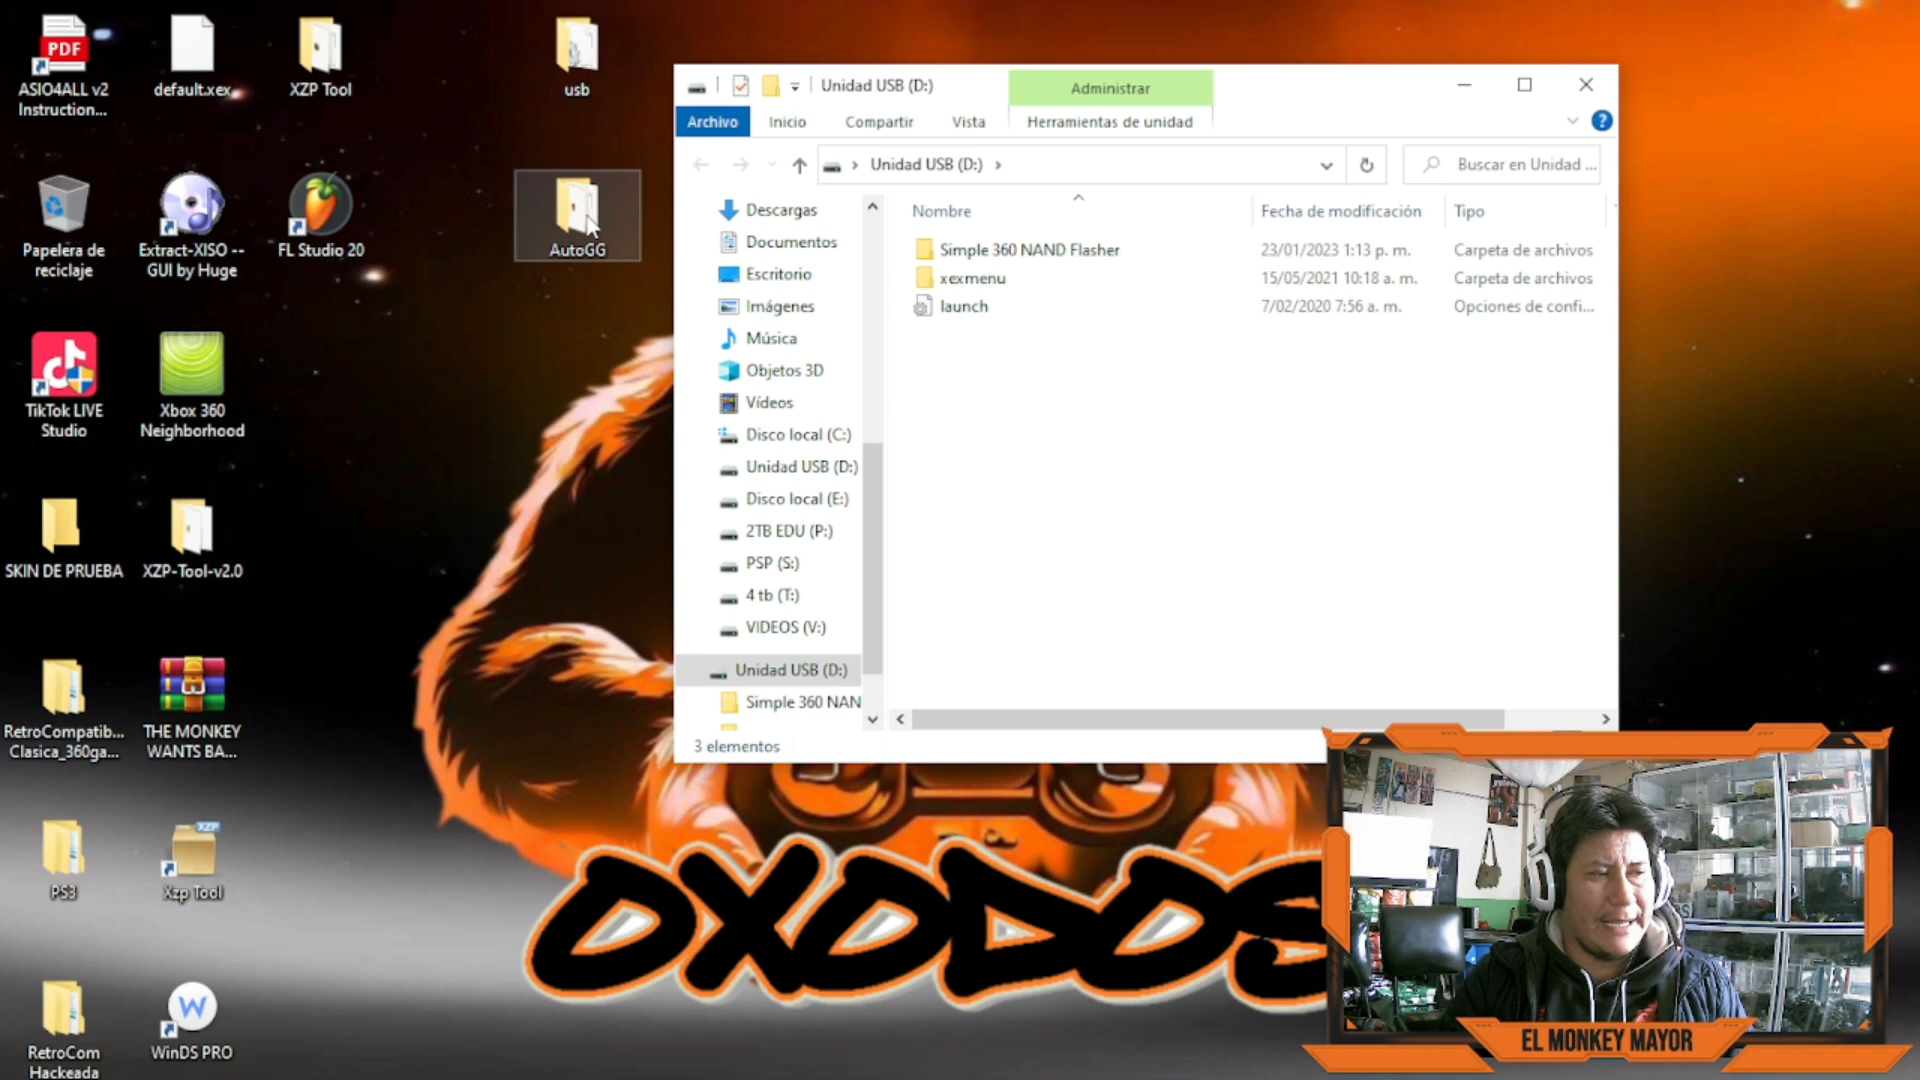 PDF
ASIO4ALL v2
Instruction...
default.xex
XZP Tool
usb
Papelera de
reciclaje
Extract-XISO --
GUI by Huge
FL Studio 20
AutoGG
TikTok LIVE
Studio
Xbox 360
Neighborhood
SKIN DE PRUEBA
XZP-Tool-v2.0
RetroCompatib...
Clasica_360ga...
THE MONKEY
WANTS BA...
PS3
XZP
Xzp Tool
RetroCom
Hackeada
W
WinDS PRO
Unidad USB (D:)
Administrar
Archivo
Inicio
Compartir
Vista
Herramientas de unidad
?
Unidad USB (D:)
Buscar en Unidad ...
Descargas
Documentos
Escritorio
Imágenes
Música
Objetos 3D
Vídeos
Disco local (C:)
Unidad USB (D:)
Disco local (E:)
2TB EDU (P:)
PSP (S:)
4 tb (T:)
VIDEOS (V:)
Unidad USB (D:)
Simple 360 NAN
Nombre
Fecha de modificación
Tipo
Simple 360 NAND Flasher
23/01/2023 1:13 p. m.
Carpeta de archivos
xexmenu
15/05/2021 10:18 a. m.
Carpeta de archivos
launch
7/02/2020 7:56 a. m.
Opciones de confi...
3 elementos
OXODOS
EL MONKEY MAYOR